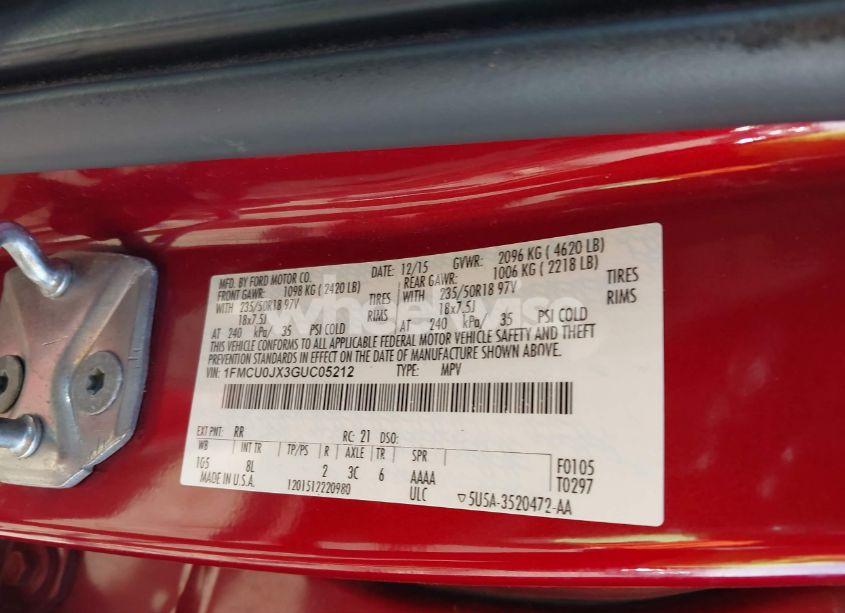 MFD. BY FORD MOTOR CO. DATE: 12/15 GVWR: 2096 KG ( 4620 LB)
FRONT GAWR: 1098 KG ( 2420 LB) REAR GAWR: 1006 KG ( 2218 LB)
WITH 235/50R18 97V TIRES WITH 235/50R18 97V TIRES
18x7.5J RIMS 18x7.5J RIMS
AT 240 kPa/ 35 PSI COLD AT 240 kPa/ 35 PSI COLD
THIS VEHICLE CONFORMS TO ALL APPLICABLE FEDERAL MOTOR VEHICLE SAFETY AND THEFT
PREVENTION STANDARDS IN EFFECT ON THE DATE OF MANUFACTURE SHOWN ABOVE.
VIN: 1FMCU0JX3GUC05212 TYPE: MPV
EXT PNT: RR RC: 21 DSO:
WB INT TR TP/PS R AXLE TR SPR
105 8L 2 3C 6 AAAA F0105
MADE IN U.S.A. 1201512220980 ULC T0297
▽5U5A-3520472-AA
wheelwise